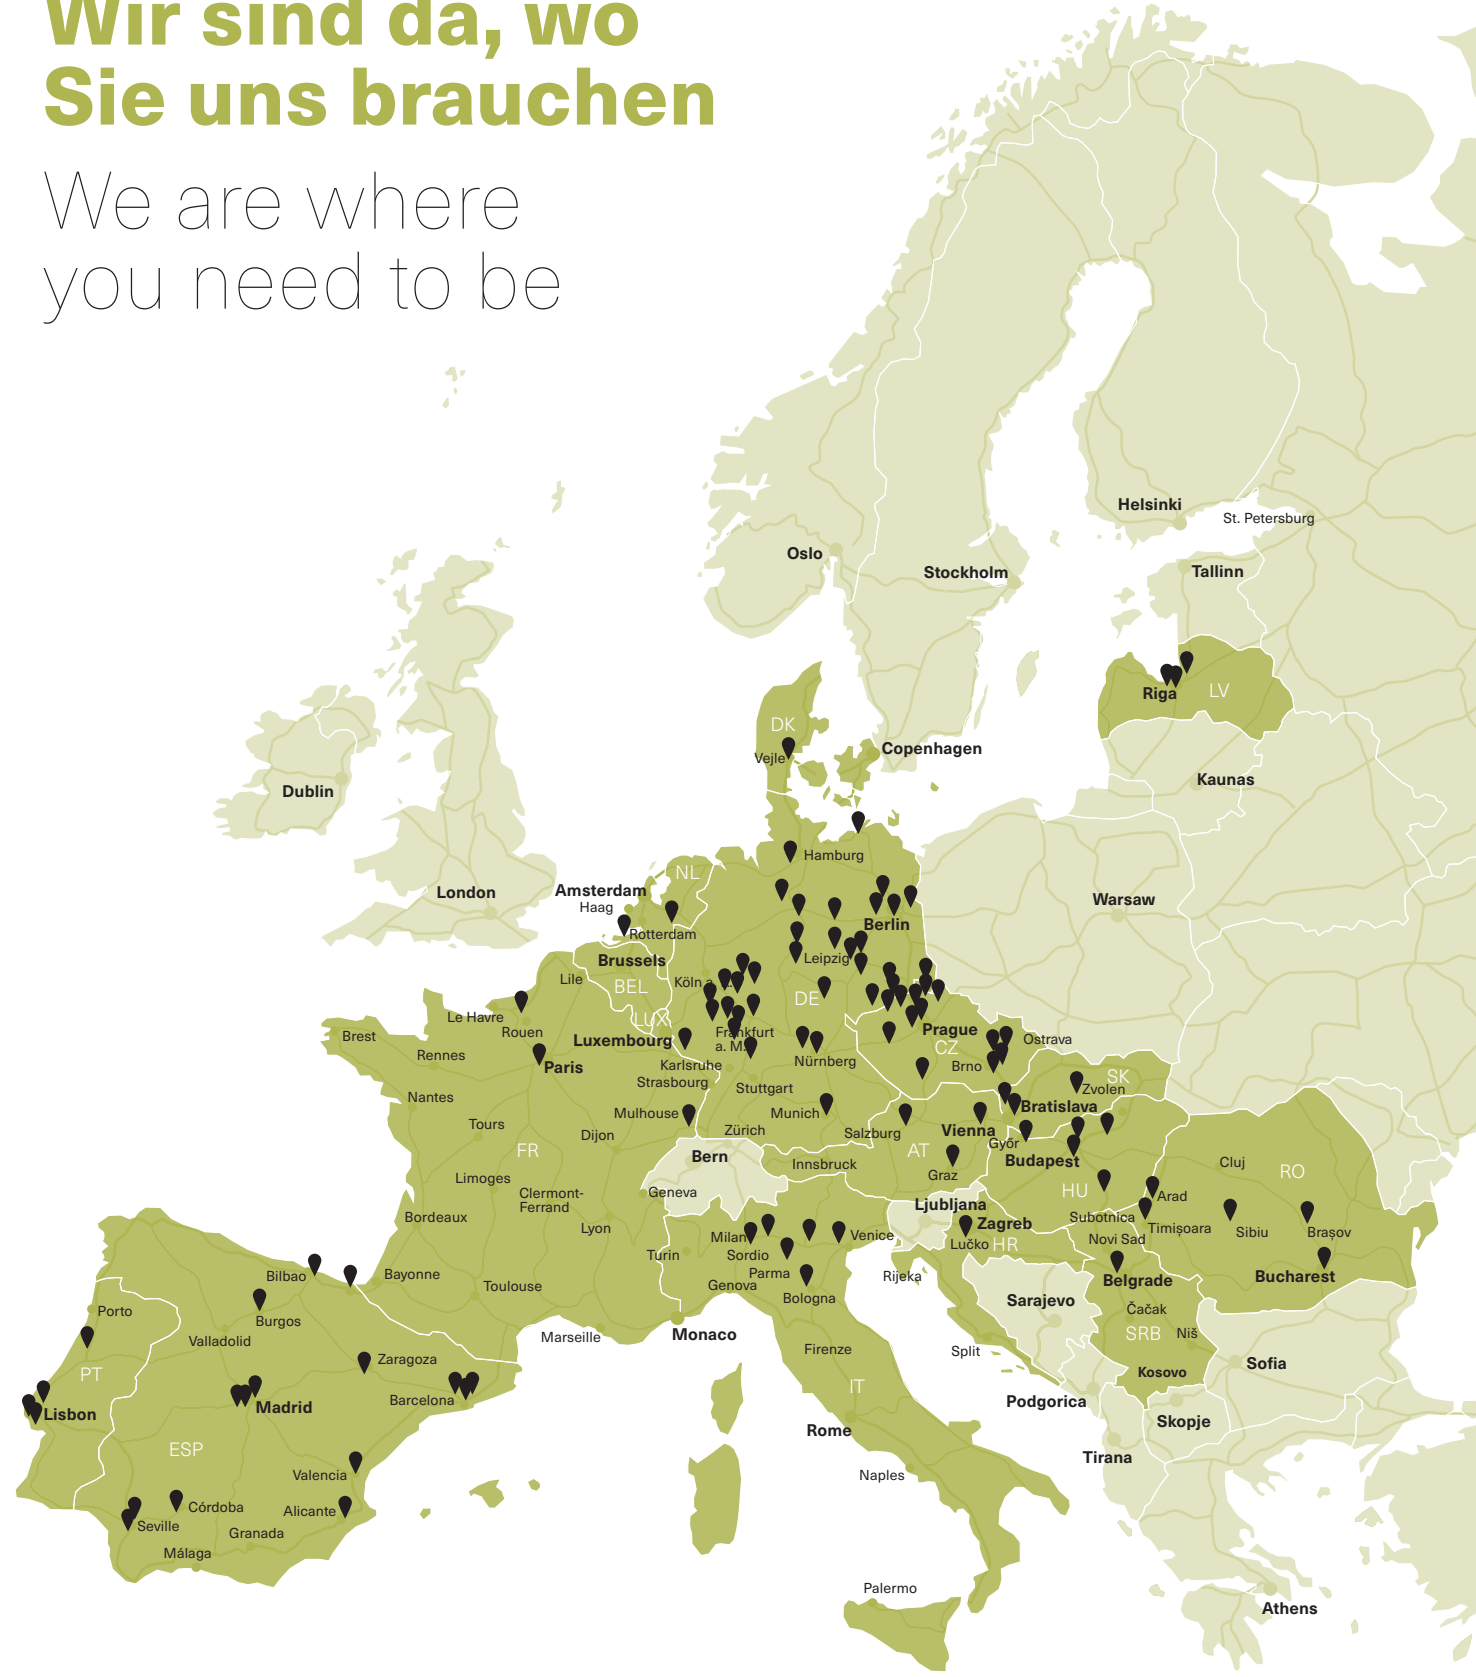 Wir sind da, wo
Sie uns brauchen
We are where
you need to be
Helsinki
St. Petersburg
Oslo
Stockholm
Tallinn
Riga
LV
DK
Vejle
Copenhagen
Kaunas
Dublin
Hamburg
London
Amsterdam
NL
Haag
Rotterdam
Warsaw
Berlin
Brussels
Leipzig
Lile
BEL
Köln a.
DE
Le Havre
LUX
Rouen
Brest
Luxembourg
Frankfurt
a. M.
Prague
CZ
Ostrava
Rennes
Paris
Karlsruhe
Nürnberg
Brno
Strasbourg
Stuttgart
SK
Zvolen
Nantes
Mulhouse
Munich
Bratislava
Tours
Dijon
Zürich
Salzburg
Vienna
Győr
FR
Bern
AT
Budapest
Innsbruck
Graz
Cluj
RO
Limoges
Clermont-
Ferrand
Geneva
HU
Arad
Bordeaux
Lyon
Ljubljana
Zagreb
Subotnica
Timișoara
Sibiu
Brașov
Milan
Venice
Lučko
HR
Novi Sad
Turin
Sordio
Bilbao
Bayonne
Parma
Rijeka
Belgrade
Bucharest
Toulouse
Genova
Bologna
Sarajevo
Čačak
Porto
Burgos
Valladolid
Marseille
Monaco
SRB
Niš
Firenze
Split
Zaragoza
Sofia
PT
Kosovo
IT
Barcelona
Podgorica
Lisbon
Madrid
Skopje
Rome
ESP
Tirana
Valencia
Naples
Córdoba
Alicante
Seville
Granada
Málaga
Palermo
Athens